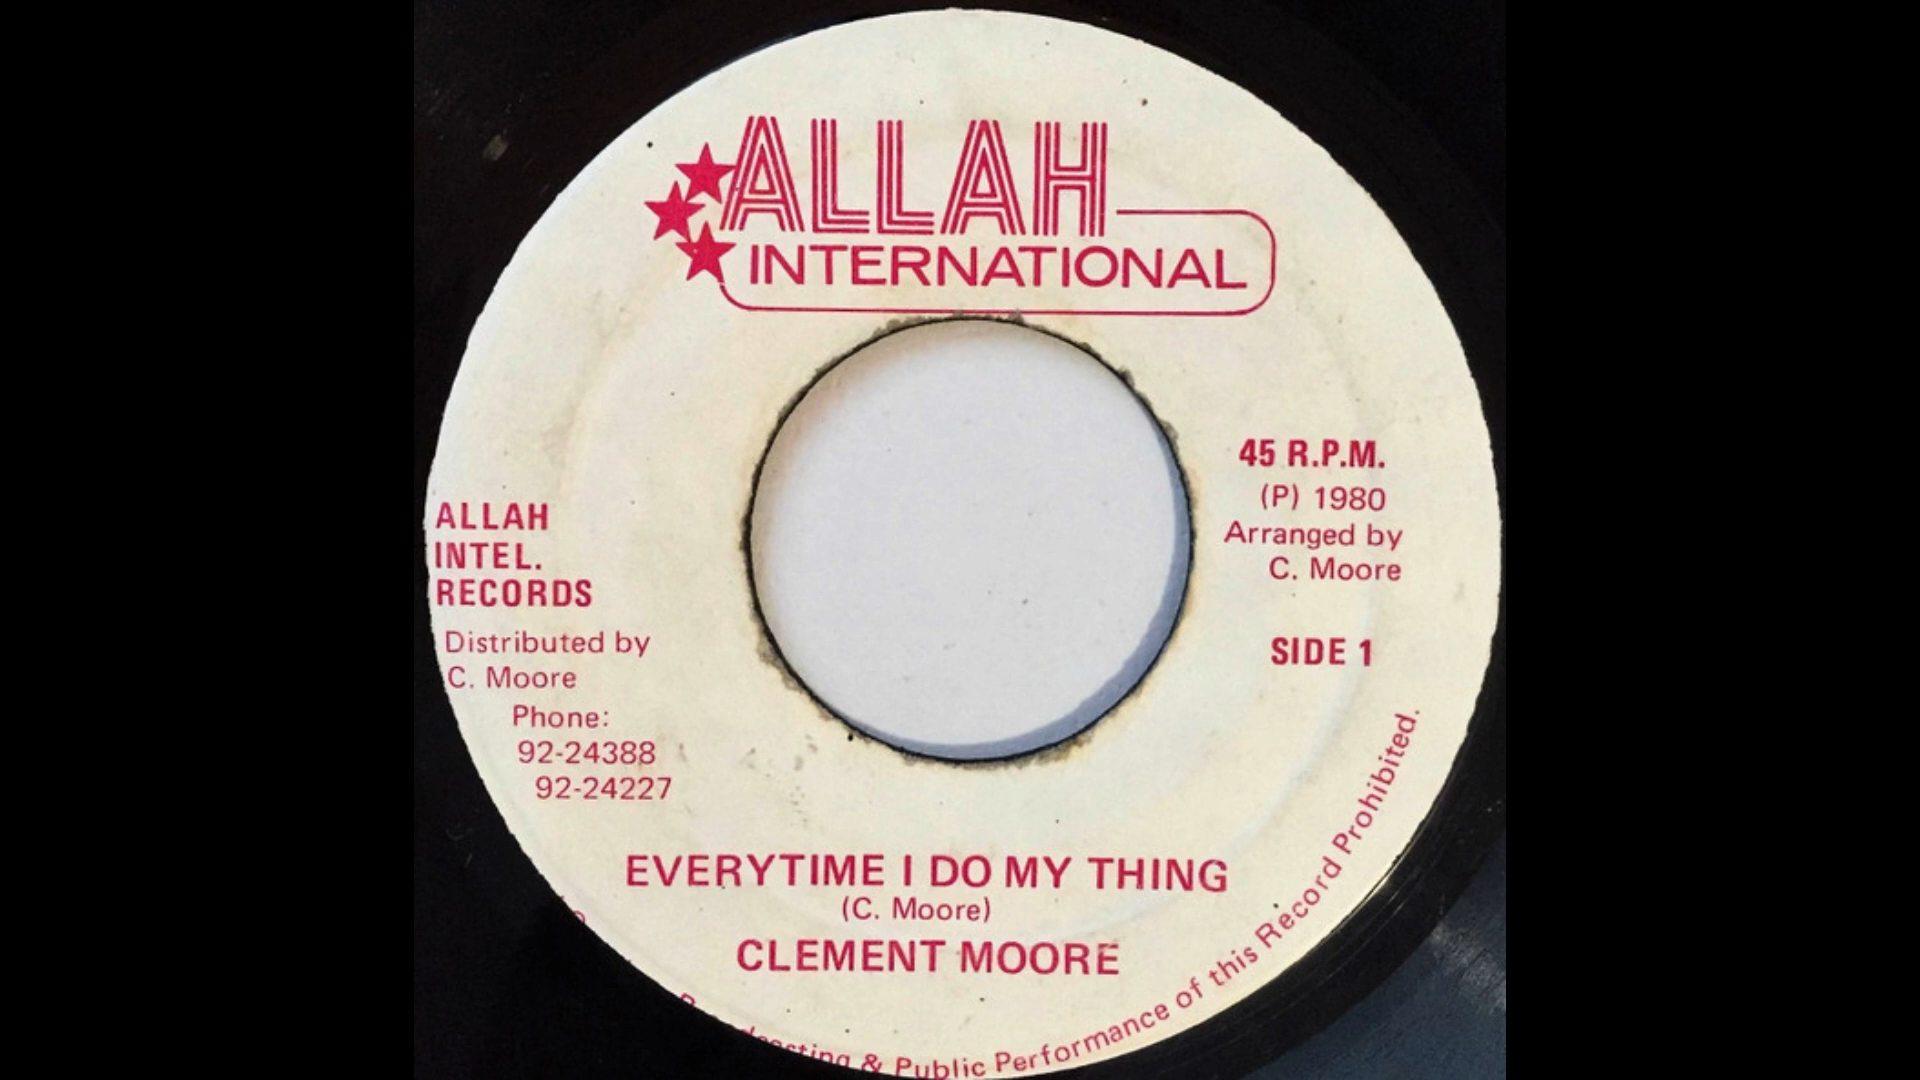 ALLAH
INTERNATIONAL
45 R.P.M.
(P) 1980
Arranged by
C. Moore
SIDE 1
ALLAH
INTEL.
RECORDS
Distributed by
C. Moore
Phone:
92-24388
92-24227
EVERYTIME I DO MY THING
(C. Moore)
CLEMENT MOORE
& Public Performance of this Record Prohibited.